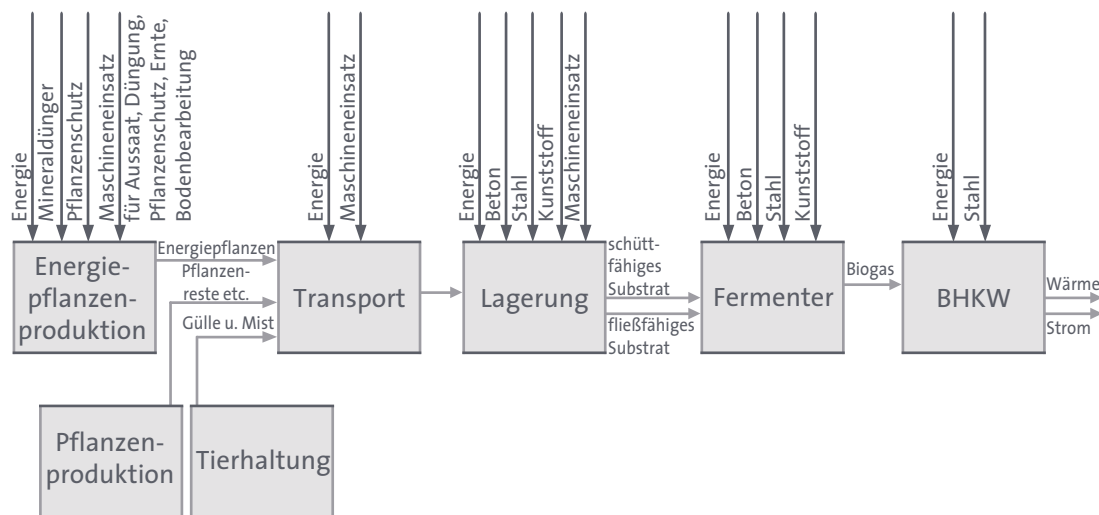 Energie
Mineraldünger
Pflanzenschutz
Maschineneinsatz
für Aussaat, Düngung,
Pflanzenschutz, Ernte,
Bodenbearbeitung
Energie
Maschineneinsatz
Energie
Beton
Stahl
Kunststoff
Maschineneinsatz
Energie
Beton
Stahl
Kunststoff
Energie
Stahl
Energie-
pflanzen-
produktion
Energiepflanzen
Pflanzen-
reste etc.
Gülle u. Mist
Transport
Lagerung
schütt-
fähiges
Substrat
fließfähiges
Substrat
Fermenter
Biogas
BHKW
Wärme
Strom
Pflanzen-
produktion
Tierhaltung